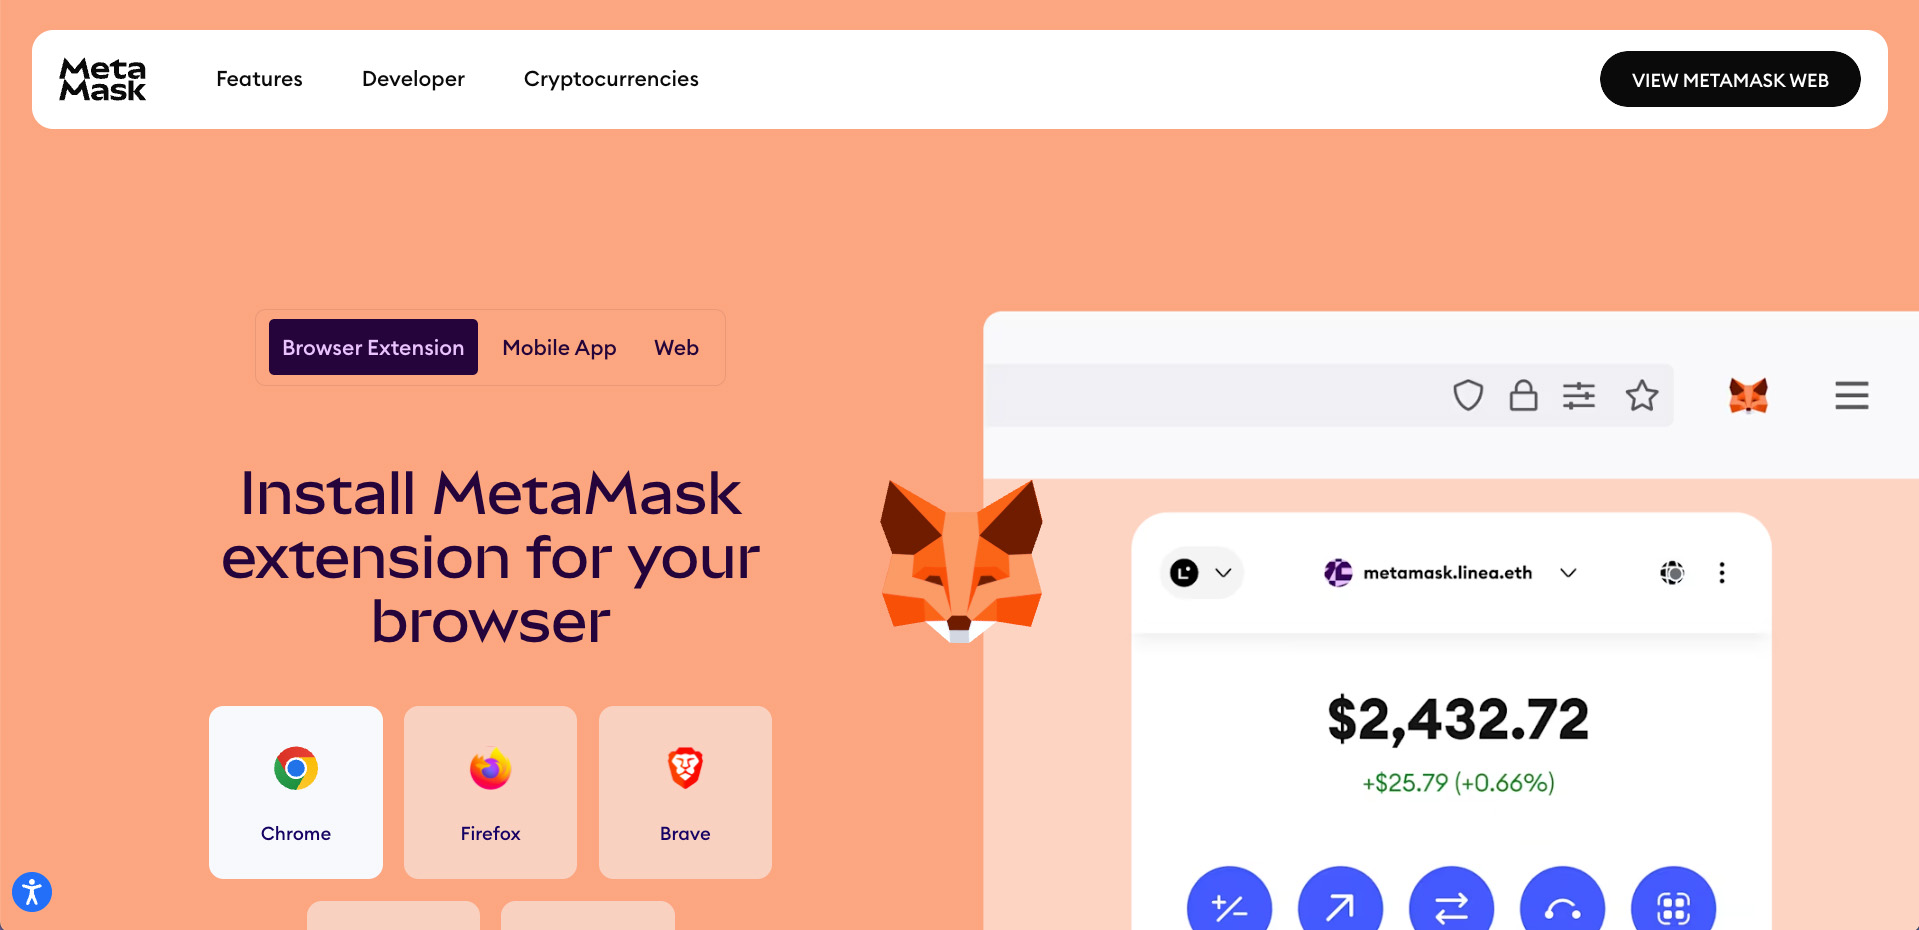 Meta
Mask
Features
Developer
Cryptocurrencies
VIEW METAMASK WEB
Browser Extension
Mobile App
Web
Install MetaMask
extension for your
browser
Chrome
Firefox
Brave
metamask.linea.eth
$2,432.72
+$25.79 (+0.66%)